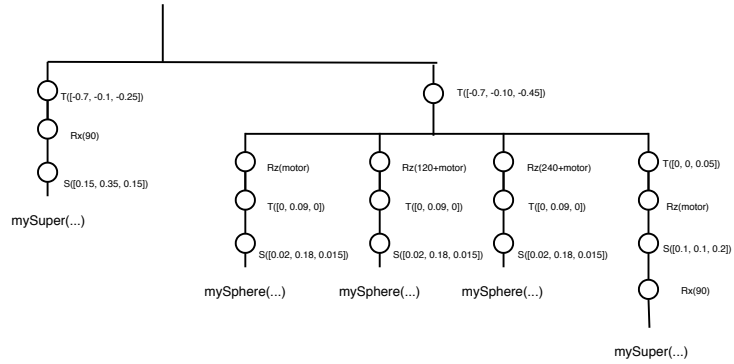 T([-0.7, -0.1, -0.25])
Rx(90)
S([0.15, 0.35, 0.15])
mySuper(...)
T([-0.7, -0.10, -0.45])
Rz(motor)
T([0, 0.09, 0])
S([0.02, 0.18, 0.015])
mySphere(...)
Rz(120+motor)
T([0, 0.09, 0])
S([0.02, 0.18, 0.015])
mySphere(...)
Rz(240+motor)
T([0, 0.09, 0])
S([0.02, 0.18, 0.015])
mySphere(...)
T([0, 0, 0.05])
Rz(motor)
S([0.1, 0.1, 0.2])
Rx(90)
mySuper(...)